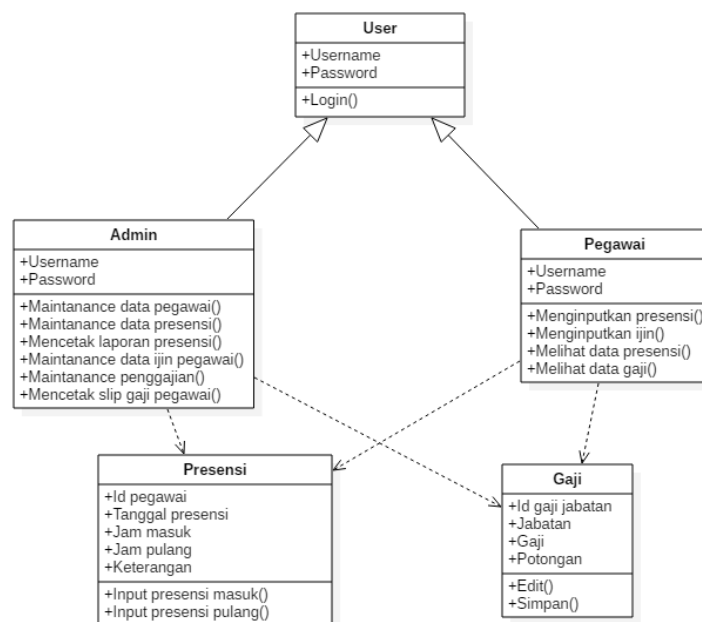 User
+Username
+Password
+Login()
Admin
+Username
+Password
+Maintanance data pegawai()
+Maintanance data presensi()
+Mencetak laporan presensi()
+Maintanance data ijin pegawai()
+Maintanance penggajian()
+Mencetak slip gaji pegawai()
Pegawai
+Username
+Password
+Menginputkan presensi()
+Menginputkan ijin()
+Melihat data presensi()
+Melihat data gaji()
Presensi
+Id pegawai
+Tanggal presensi
+Jam masuk
+Jam pulang
+Keterangan
+Input presensi masuk()
+Input presensi pulang()
Gaji
+Id gaji jabatan
+Jabatan
+Gaji
+Potongan
+Edit()
+Simpan()